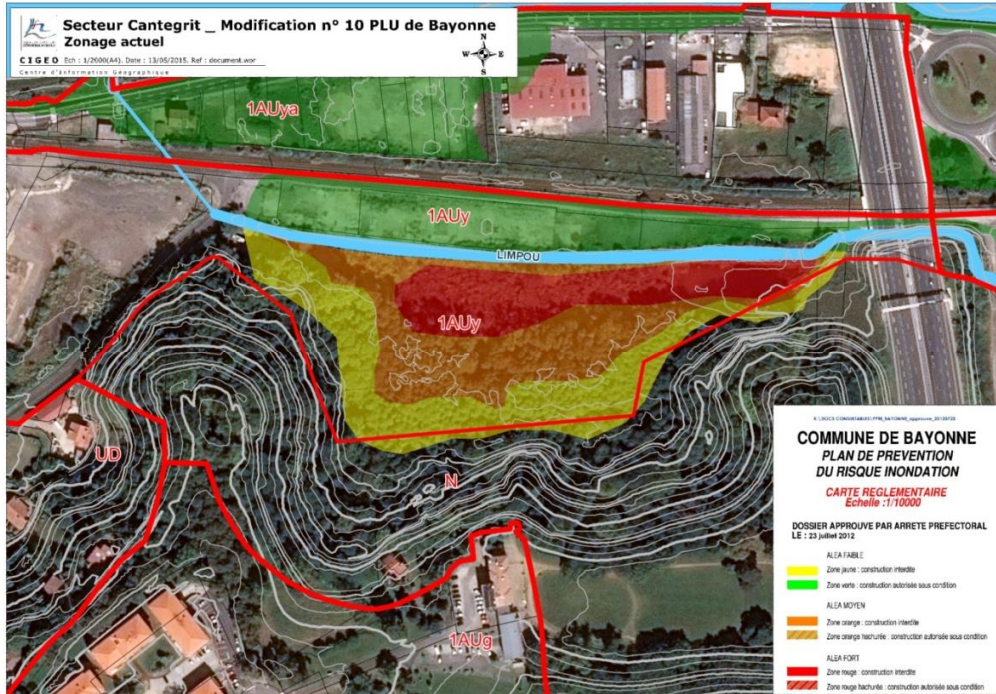 Secteur Cantegrit _ Modification n° 10 PLU de Bayonne
Zonage actuel
N
W E
S
CIGEO Ech : 1/2000(A4). Date : 13/05/2015. Ref : document.wor
Centre d'Information Géographique
1AUya
1AUy
LIMPOU
1AUy
UD
N
1AUg
COMMUNE DE BAYONNE
PLAN DE PREVENTION
DU RISQUE INONDATION
CARTE REGLEMENTAIRE
Echelle :1/10000
DOSSIER APPROUVE PAR ARRETE PREFECTORAL
LE : 23 juillet 2012
ALEA FAIBLE
Zone jaune : construction interdite
Zone verte : construction autorisée sous condition
ALEA MOYEN
Zone orange : construction interdite
Zone orange hachurée : construction autorisée sous condition
ALEA FORT
Zone rouge : construction interdite
Zone rouge hachurée : construction autorisée sous condition